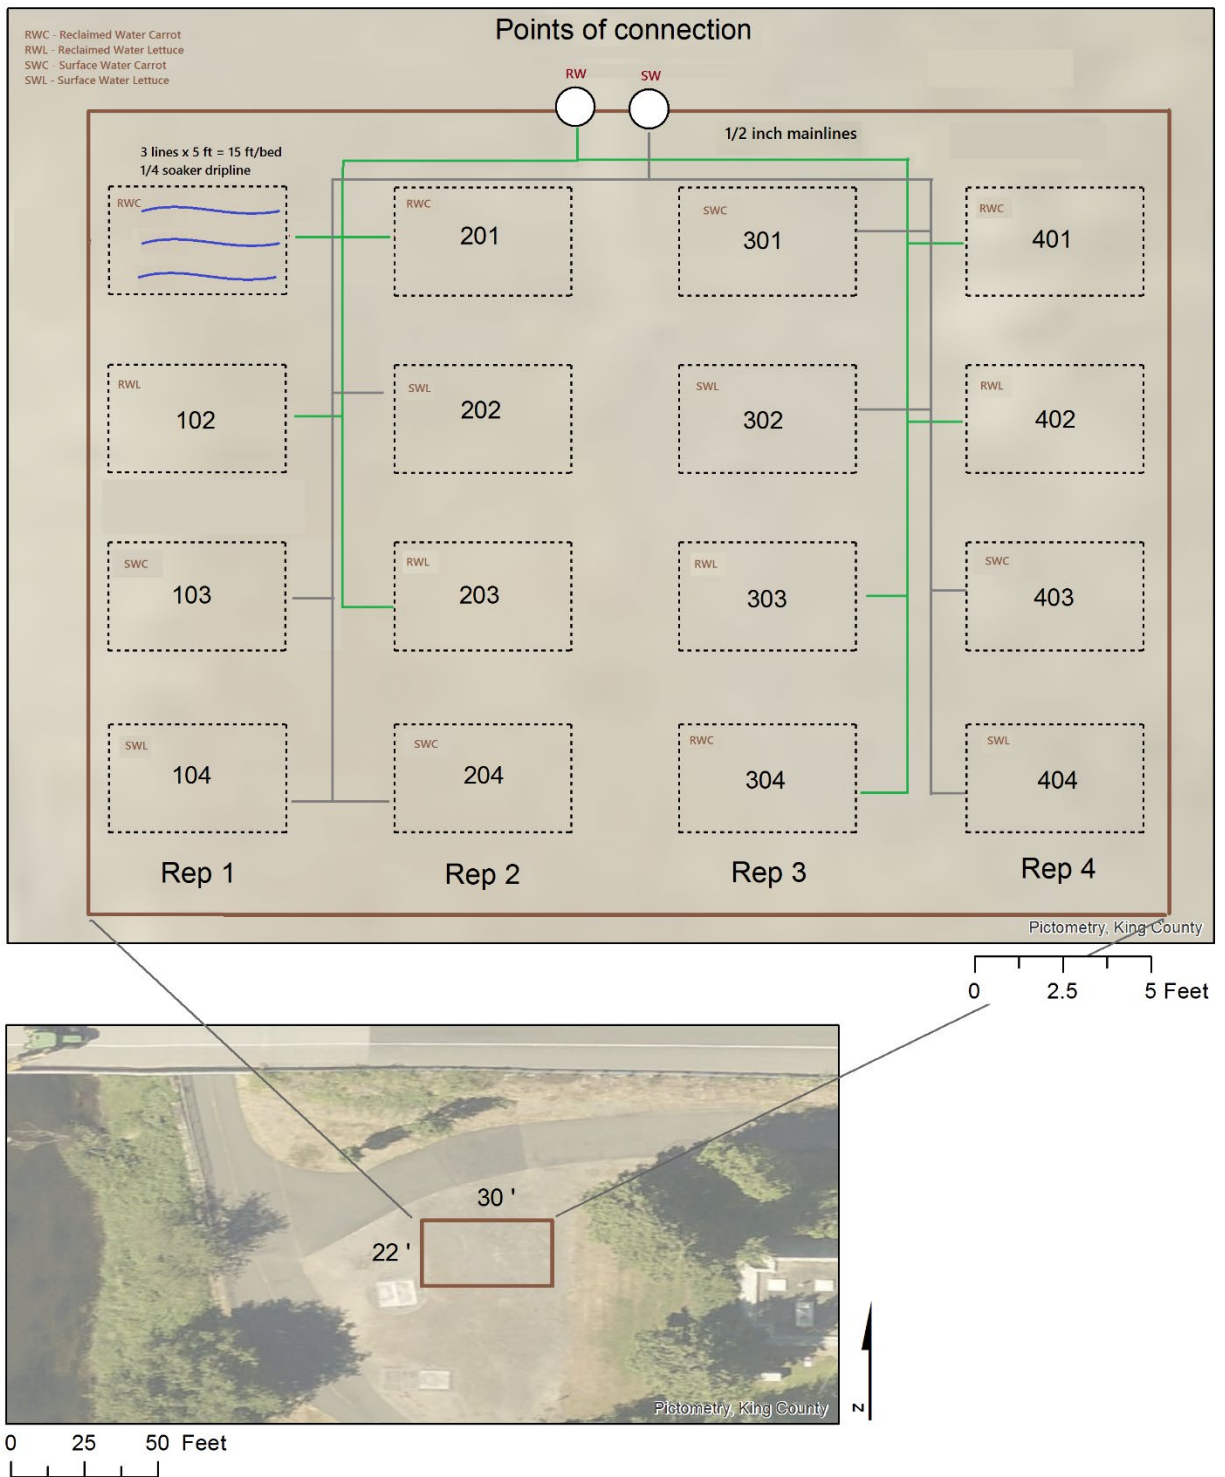 Points of connection
RWC - Reclaimed Water Carrot
RWL - Reclaimed Water Lettuce
SWC - Surface Water Carrot
SWL - Surface Water Lettuce
RW
SW
1/2 inch mainlines
3 lines x 5 ft = 15 ft/bed
1/4 soaker dripline
RWC
RWC
201
SWC
301
RWC
401
RWL
102
SWL
202
SWL
302
RWL
402
SWC
103
RWL
203
RWL
303
SWC
403
SWL
104
SWC
204
RWC
304
SWL
404
Rep 1
Rep 2
Rep 3
Rep 4
Pictometry, King County
0 2.5 5 Feet
30 '
22 '
Pictometry, King County
N
0 25 50 Feet